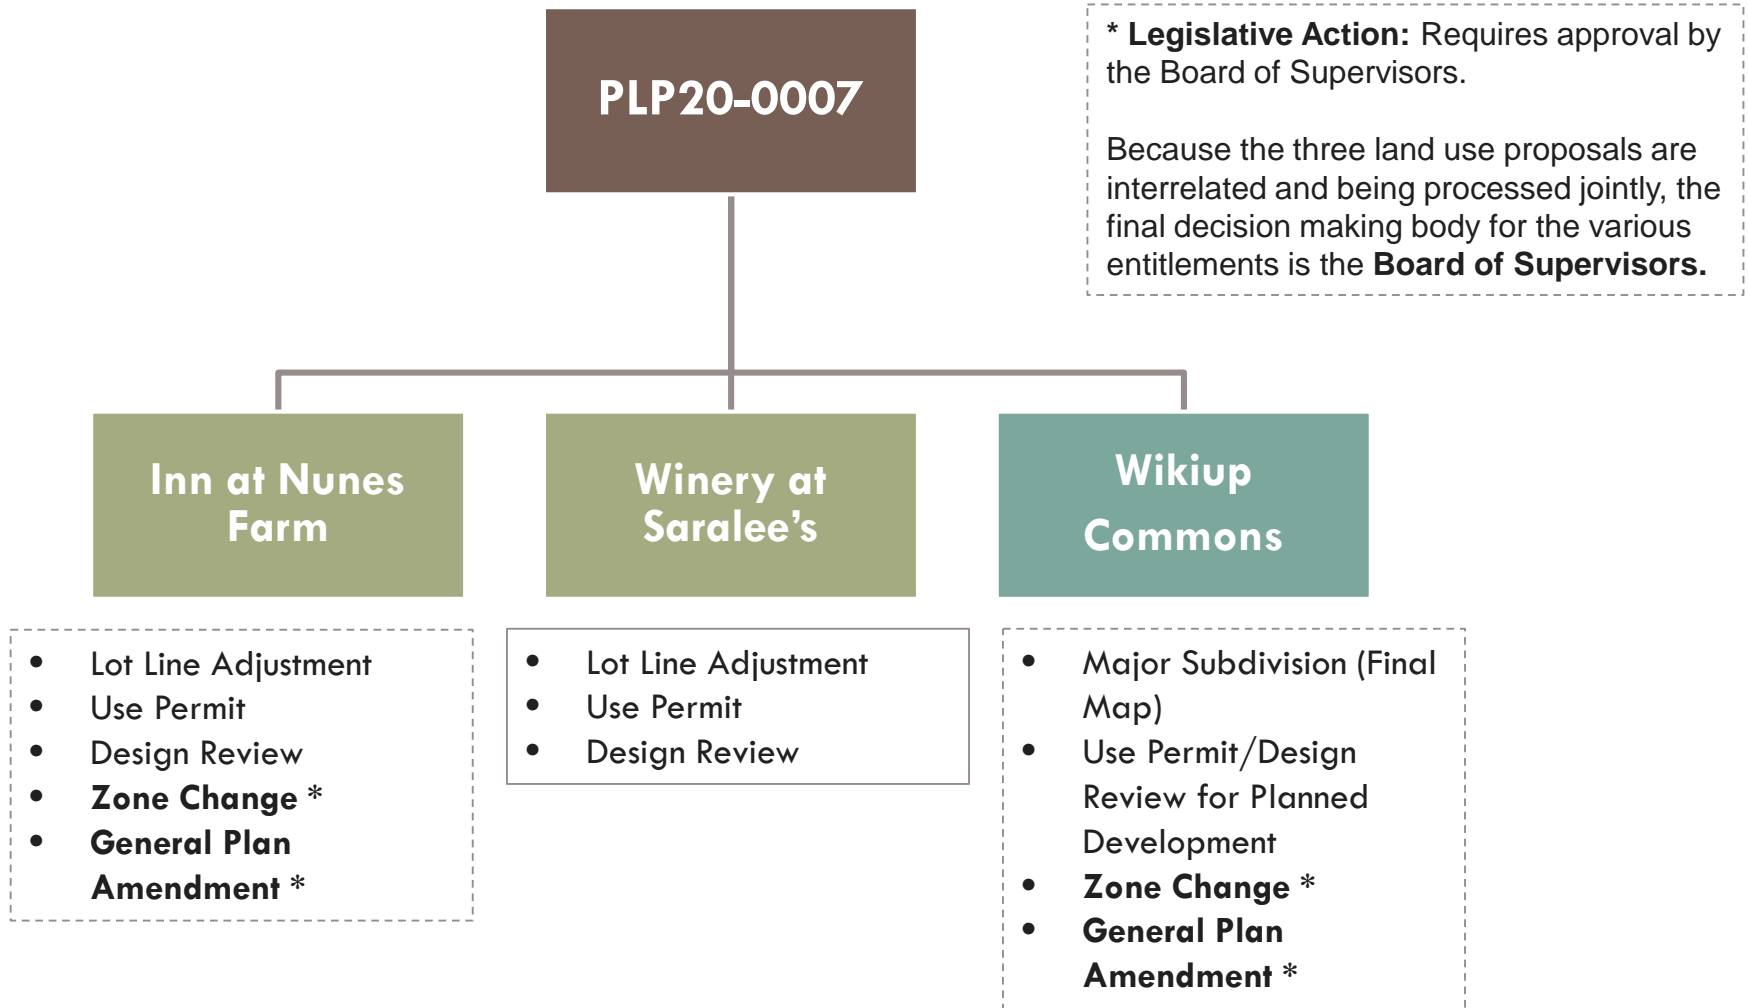 PLP20-0007
* Legislative Action: Requires approval by
the Board of Supervisors.
Because the three land use proposals are
interrelated and being processed jointly, the
final decision making body for the various
entitlements is the Board of Supervisors.
Inn at Nunes
Farm
• Lot Line Adjustment
• Use Permit
• Design Review
• Zone Change *
• General Plan
Amendment *
Winery at
Saralee’s
• Lot Line Adjustment
• Use Permit
• Design Review
Wikiup
Commons
• Major Subdivision (Final
Map)
• Use Permit/Design
Review for Planned
Development
• Zone Change *
• General Plan
Amendment *